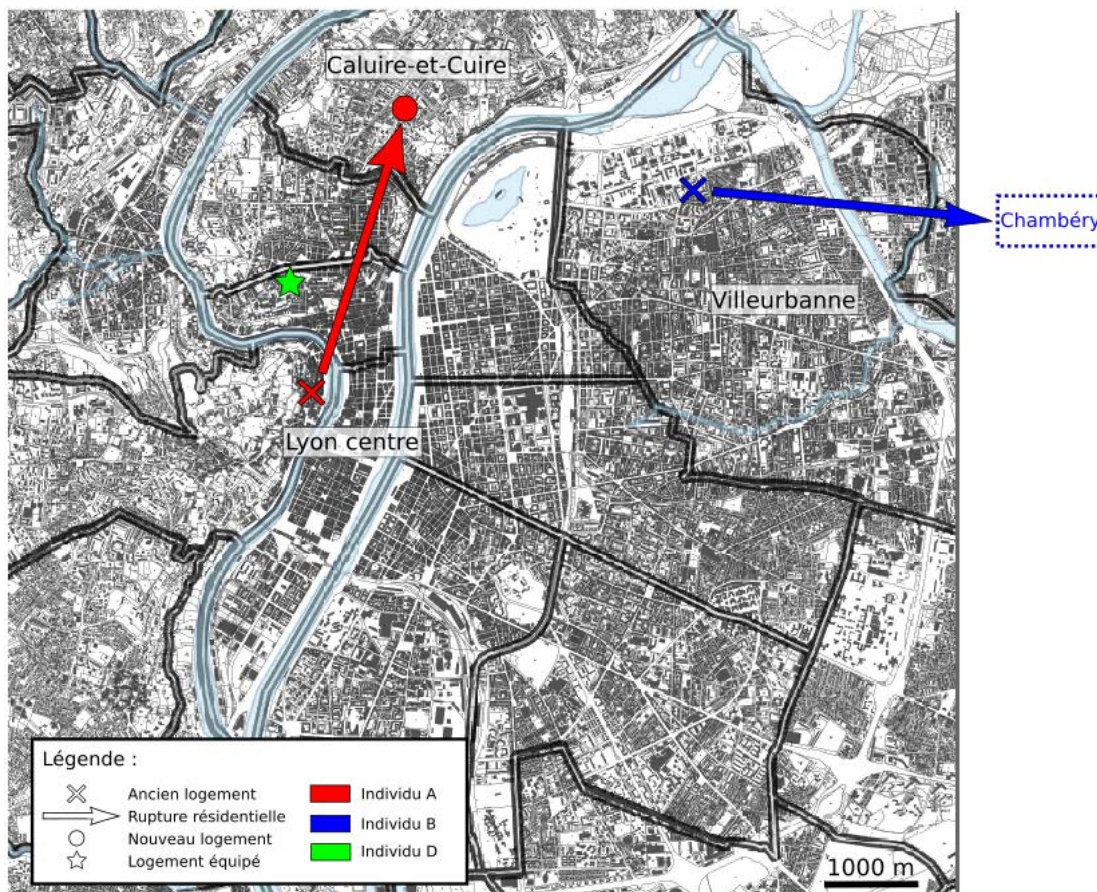 Caluire-et-Cuire
Chambéry
Villeurbanne
Lyon centre
Légende :
Ancien logement
Rupture résidentielle
Nouveau logement
Logement équipé
Individu A
Individu B
Individu D
1000 m